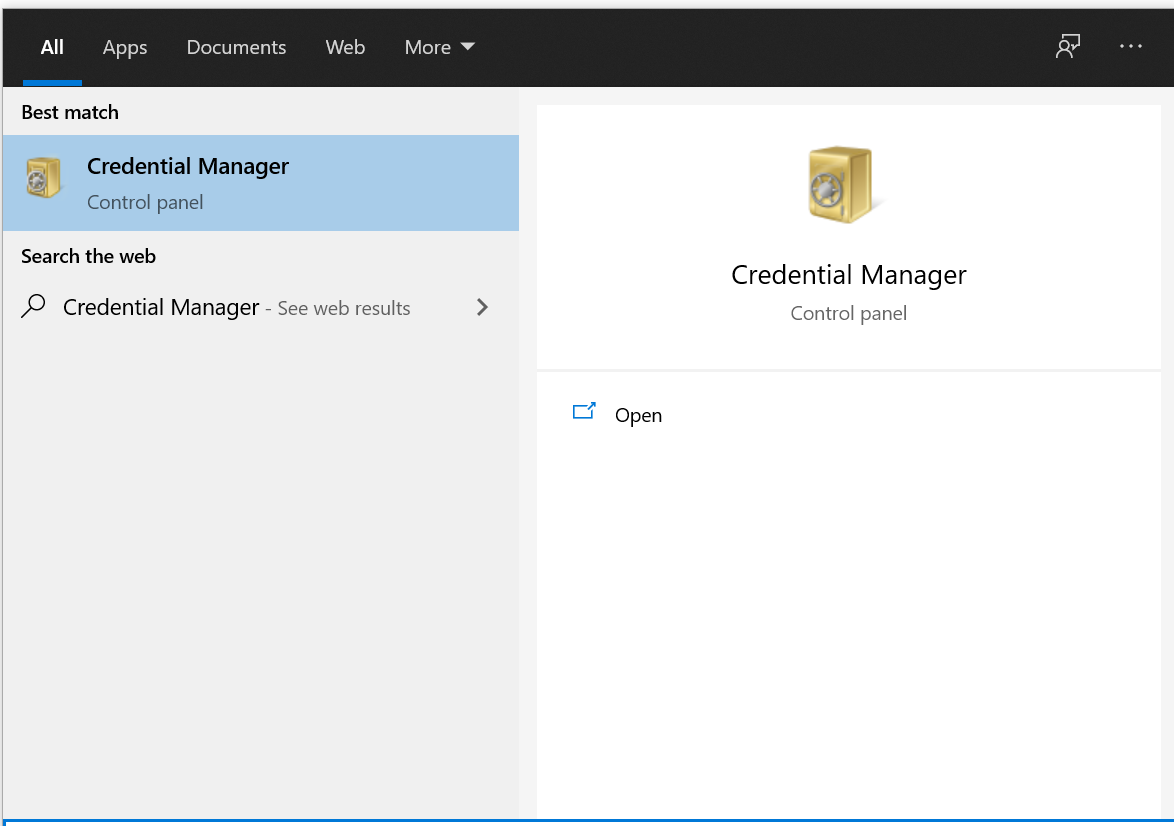 All Apps Documents Web More
Best match
Credential Manager
Control panel
Search the web
Credential Manager - See web results
Credential Manager
Control panel
Open